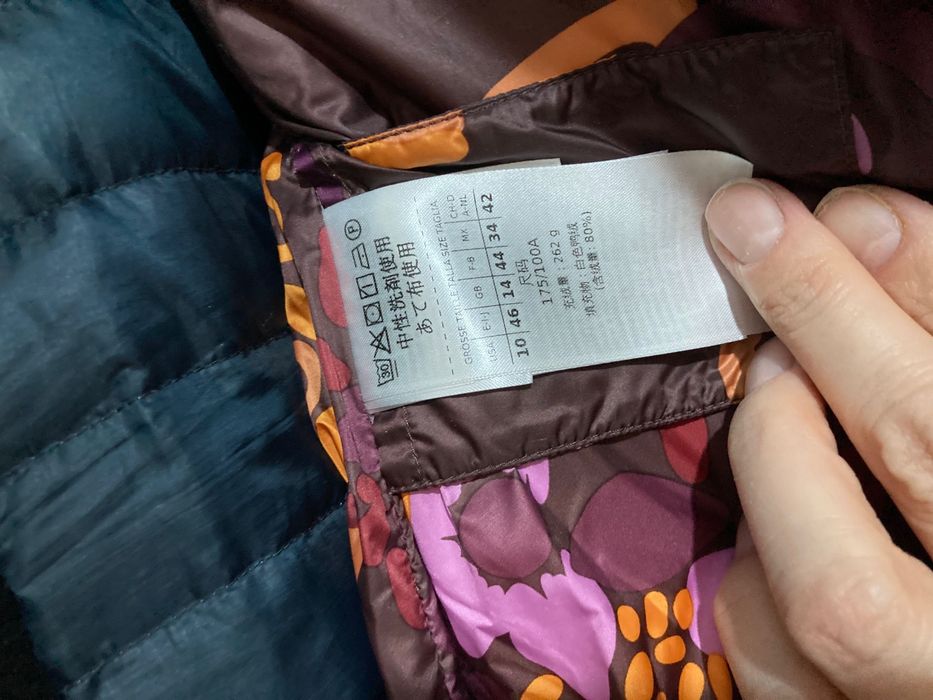 30 P
中性洗剤使用
あて布使用
GROSSE TAILLE TALLA SIZE TAGLIA
USA E-I-J GB F-B MX CH-D A-NL
10 46 14 44 34 42
尺码
175/100A
充绒量：262 g
填充物：白色鸭绒
(含绒量: 80%)